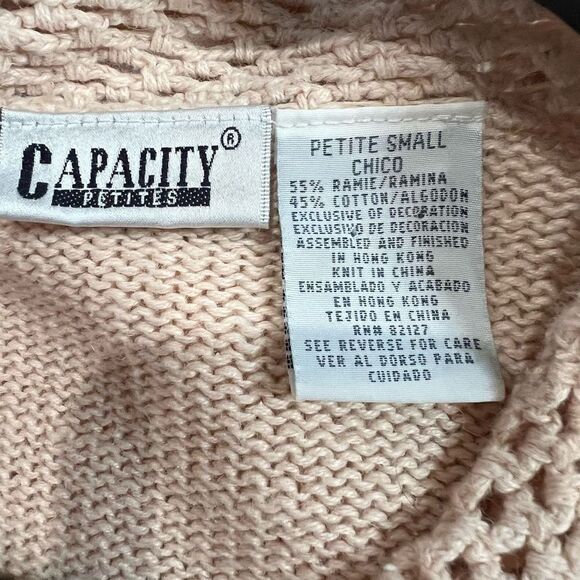 CAPACITY®
PETITES
PETITE SMALL
CHICO
55% RAMIE/RAMINA
45% COTTON/ALGODON
EXCLUSIVE OF DECORATION
EXCLUSIVO DE DECORACION
ASSEMBLED AND FINISHED
IN HONG KONG
KNIT IN CHINA
ENSAMBLADO Y ACABADO
EN HONG KONG
TEJIDO EN CHINA
RN# 82127
SEE REVERSE FOR CARE
VER AL DORSO PARA
CUIDADO